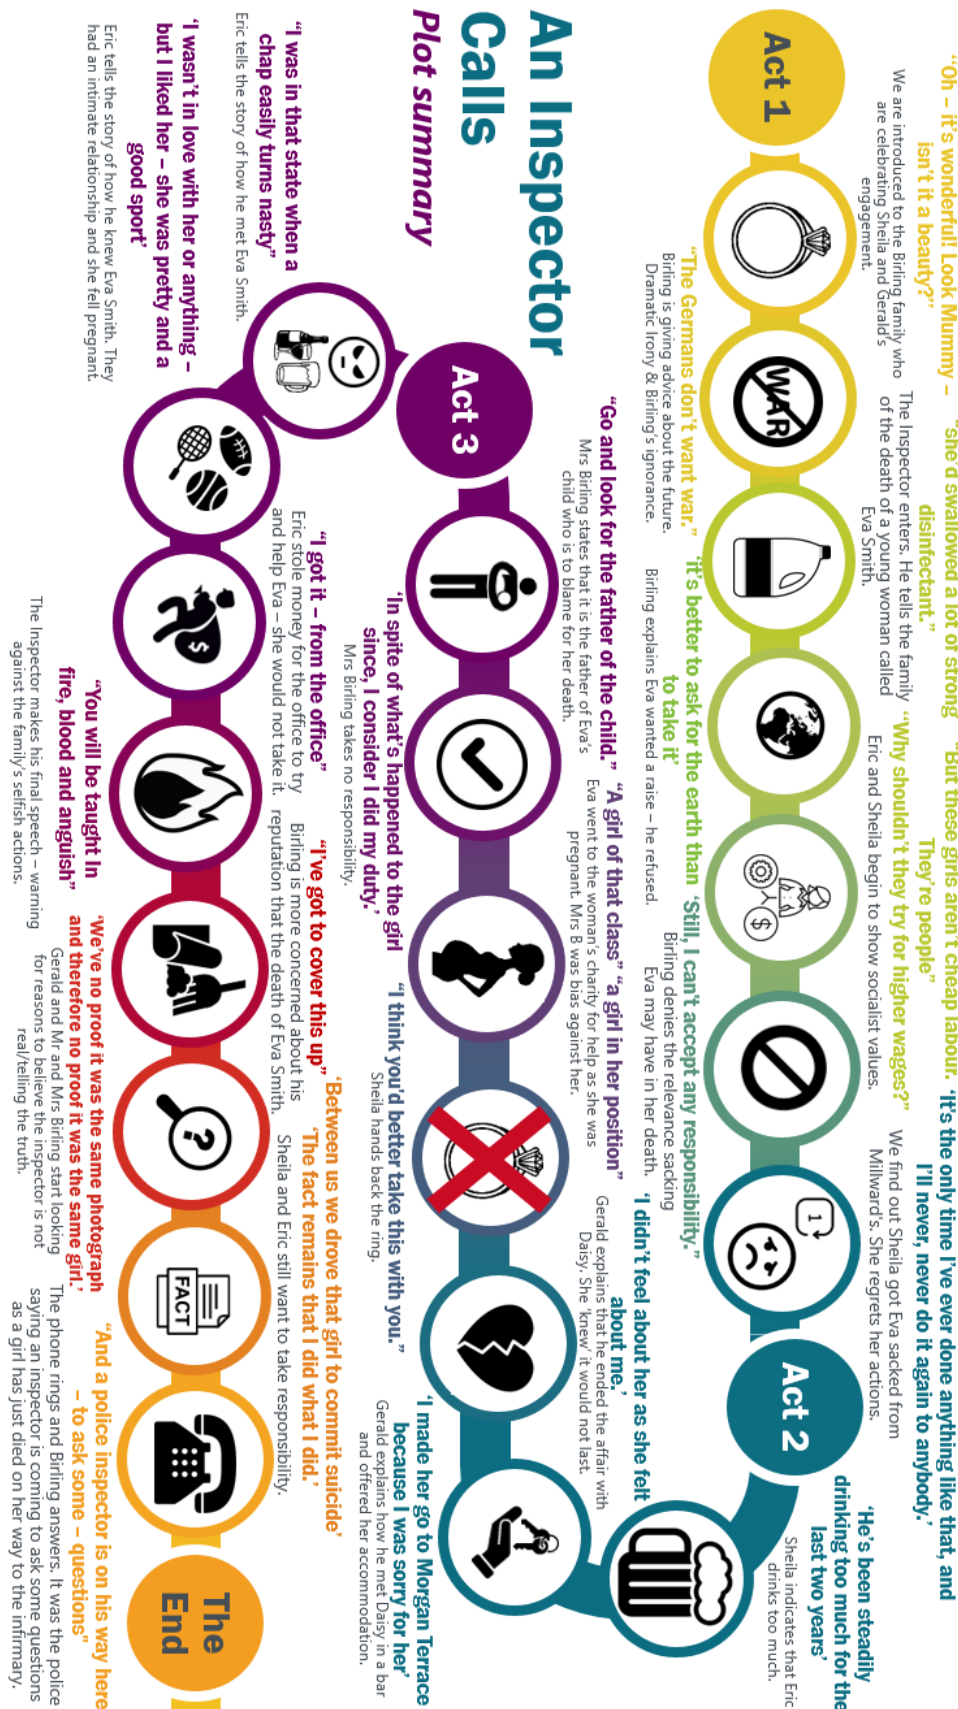 An Inspector
Calls
Plot summary
Act 1
“Oh – it’s wonderful! Look Mummy –
isn’t it a beauty?”
We are introduced to the Birling family who
are celebrating Sheila and Gerald’s
engagement.
“The Germans don’t want war.”
Birling is giving advice about the future.
Dramatic Irony & Birling’s ignorance.
WAR
“she’d swallowed a lot of strong
disinfectant.”
The Inspector enters. He tells the family
of the death of a young woman called
Eva Smith.
“it’s better to ask for the earth than
to take it’
Birling explains Eva wanted a raise – he refused.
“But these girls aren’t cheap labour.
They’re people”
“Why shouldn’t they try for higher wages?”
Eric and Sheila begin to show socialist values.
$
‘Still, I can’t accept any responsibility.”
Birling denies the relevance sacking
Eva may have in her death.
‘It’s the only time I’ve ever done anything like that, and
I’ll never, never do it again to anybody.’
We find out Sheila got Eva sacked from
Millward’s. She regrets her actions.
1
Act 2
‘He’s been steadily
drinking too much for the
last two years’
Sheila indicates that Eric
drinks too much.
‘I made her go to Morgan Terrace
because I was sorry for her’
Gerald explains how he met Daisy in a bar
and offered her accommodation.
‘I didn’t feel about her as she felt
about me.’
Gerald explains that he ended the affair with
Daisy. She ‘knew’ it would not last.
“I think you’d better take this with you.”
Sheila hands back the ring.
“A girl of that class” “a girl in her position”
Eva went to the woman’s charity for help as she was
pregnant. Mrs B was bias against her.
‘In spite of what’s happened to the girl
since, I consider I did my duty.’
Mrs Birling takes no responsibility.
“Go and look for the father of the child.”
Mrs Birling states that it is the father of Eva’s
child who is to blame for her death.
Act 3
“I was in that state when a
chap easily turns nasty”
Eric tells the story of how he met Eva Smith.
‘I wasn’t in love with her or anything –
but I liked her – she was pretty and a
good sport’
Eric tells the story of how he knew Eva Smith. They
had an intimate relationship and she fell pregnant.
“I got it – from the office”
Eric stole money for the office to try
and help Eva – she would not take it.
$
“You will be taught In
fire, blood and anguish”
The Inspector makes his final speech – warning
against the family’s selfish actions.
“I’ve got to cover this up”
Birling is more concerned about his
reputation that the death of Eva Smith.
‘We’ve no proof it was the same photograph
and therefore no proof it was the same girl.’
Gerald and Mr and Mrs Birling start looking
for reasons to believe the inspector is not
real/telling the truth.
?
‘Between us we drove that girl to commit suicide’
‘The fact remains that I did what I did.’
Sheila and Eric still want to take responsibility.
FACT
“And a police inspector is on his way here
– to ask some – questions”
The phone rings and Birling answers. It was the police
saying an inspector is coming to ask some questions
as a girl has just died on her way to the infirmary.
The
End